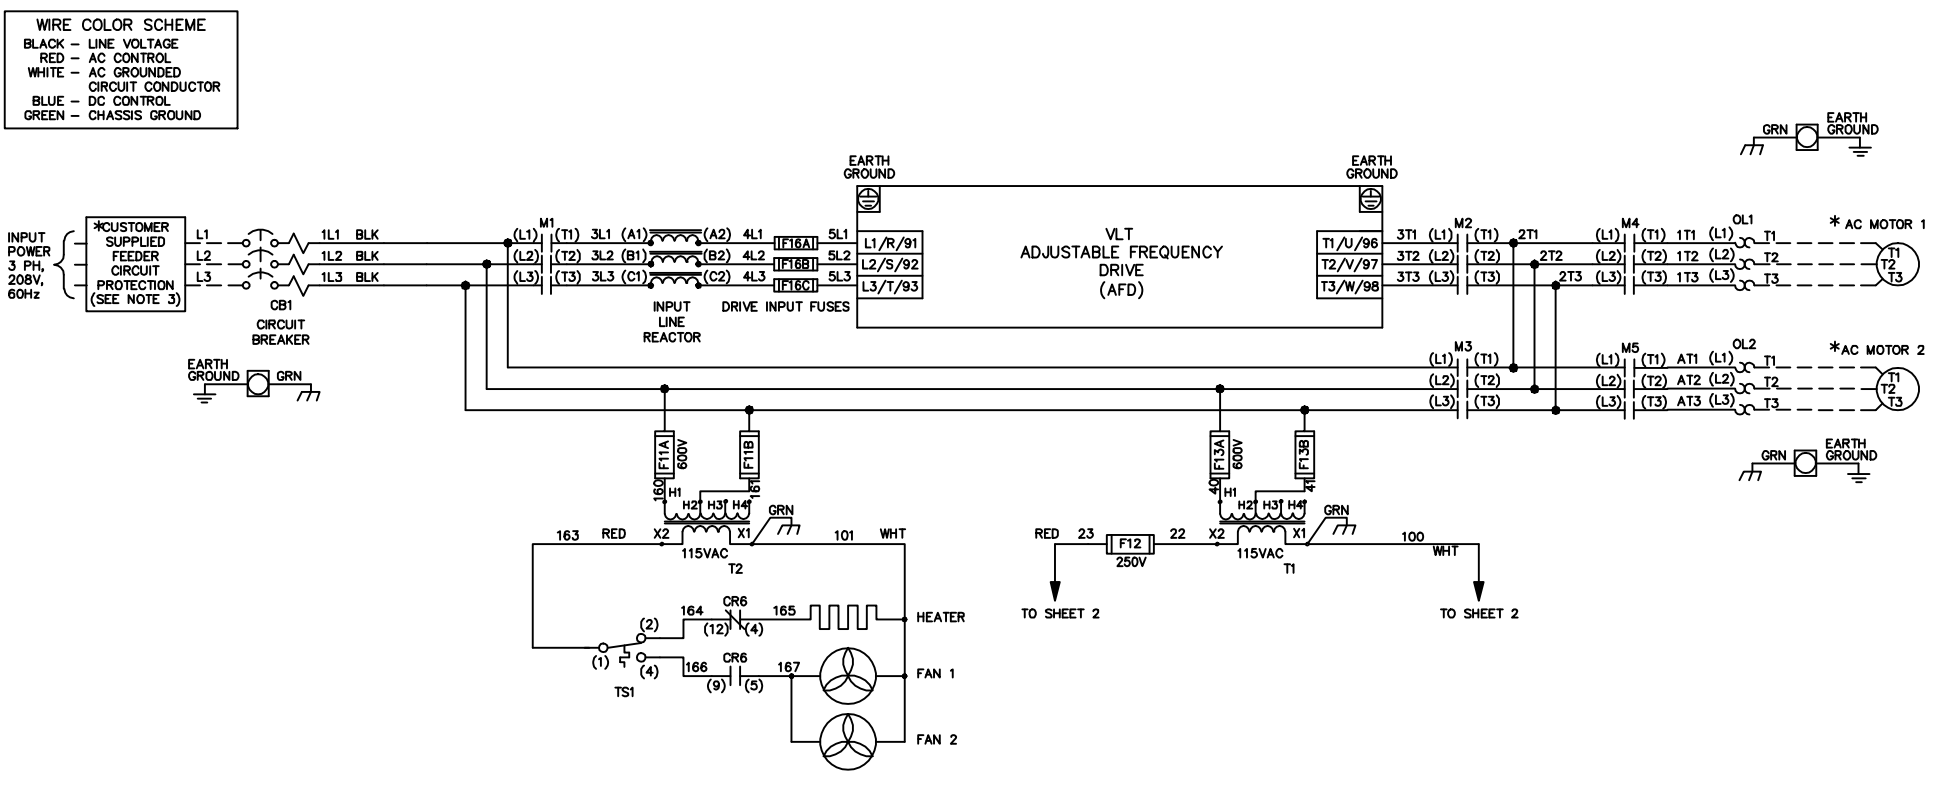 WIRE COLOR SCHEME
BLACK – LINE VOLTAGE
RED – AC CONTROL
WHITE – AC GROUNDED
CIRCUIT CONDUCTOR
BLUE – DC CONTROL
GREEN – CHASSIS GROUND
GRN
EARTH
GROUND
INPUT
POWER
3 PH,
208V,
60Hz
*CUSTOMER
SUPPLIED
FEEDER
CIRCUIT
PROTECTION
(SEE NOTE 3)
L1
L2
L3
CB1
CIRCUIT
BREAKER
1L1 BLK
1L2 BLK
1L3 BLK
EARTH
GROUND
GRN
M1
(L1) (T1) 3L1 (A1) (A2) 4L1 F16A 5L1
(L2) (T2) 3L2 (B1) (B2) 4L2 F16B 5L2
(L3) (T3) 3L3 (C1) (C2) 4L3 F16C 5L3
INPUT
LINE
REACTOR
DRIVE INPUT FUSES
EARTH
GROUND
EARTH
GROUND
L1/R/91
L2/S/92
L3/T/93
VLT
ADJUSTABLE FREQUENCY
DRIVE
(AFD)
T1/U/96
T2/V/97
T3/W/98
M2
M4
OL1
* AC MOTOR 1
3T1 (L1) (T1) 2T1 (L1) (T1) 1T1 (L1) T1
3T2 (L2) (T2) 2T2 (L2) (T2) 1T2 (L2) T2
3T3 (L3) (T3) 2T3 (L3) (T3) 1T3 (L3) T3
T1
T2
T3
M3
M5
OL2
*AC MOTOR 2
(L1) (T1) (L1) (T1) AT1 (L1) T1
(L2) (T2) (L2) (T2) AT2 (L2) T2
(L3) (T3) (L3) (T3) AT3 (L3) T3
T1
T2
T3
GRN
EARTH
GROUND
F11A
600V
F11B
160
161
H1
H2 H3 H4
GRN
163 RED X2 X1 101 WHT
115VAC
T2
164 CR6 165 HEATER
(12) (4)
(2)
(1)
(4)
TS1
166 CR6 167 FAN 1
(9) (5)
FAN 2
F13A
600V
F13B
40
41
H1
H2 H3 H4
GRN
RED 23 F12 22 X2 X1 100
WHT
250V
115VAC
T1
TO SHEET 2
TO SHEET 2